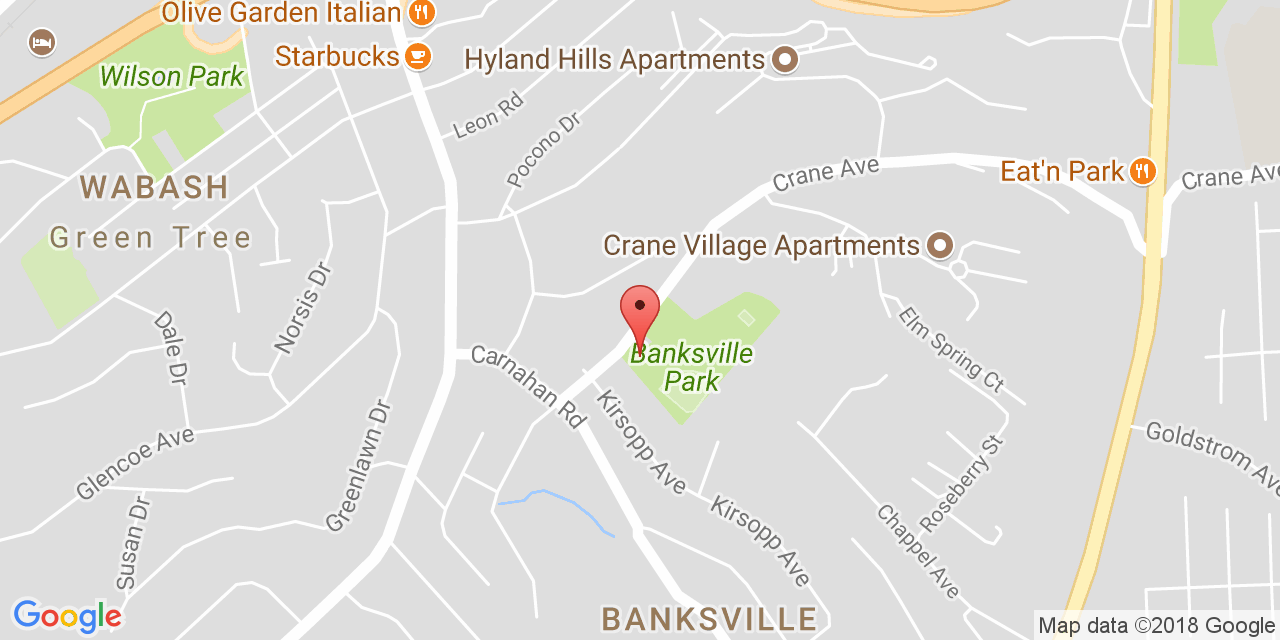 Olive Garden Italian
Starbucks
Hyland Hills Apartments
Wilson Park
Leon Rd
Pocono Dr
Crane Ave
Eat'n Park
Crane Ave
WABASH
Green Tree
Crane Village Apartments
Norsis Dr
Dale Dr
Elm Spring Ct
Banksville
Park
Carnahan Rd
Kirsopp Ave
Greenlawn Dr
Glencoe Ave
Goldstrom Ave
Roseberry St
Susan Dr
Kirsopp Ave
Chappel Ave
BANKSVILLE
Google
Map data ©2018 Google